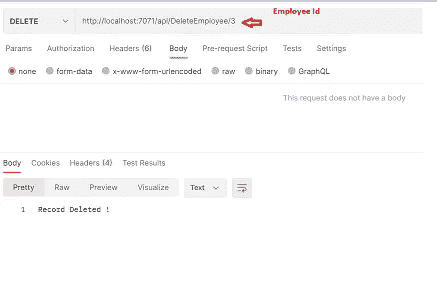 Employee Id
DELETE http://localhost:7071/api/DeleteEmployee/3
Params Authorization Headers (6) Body Pre-request Script Tests Settings
none form-data x-www-form-urlencoded raw binary GraphQL
This request does not have a body
Body Cookies Headers (4) Test Results
Pretty Raw Preview Visualize Text
1 Record Deleted !